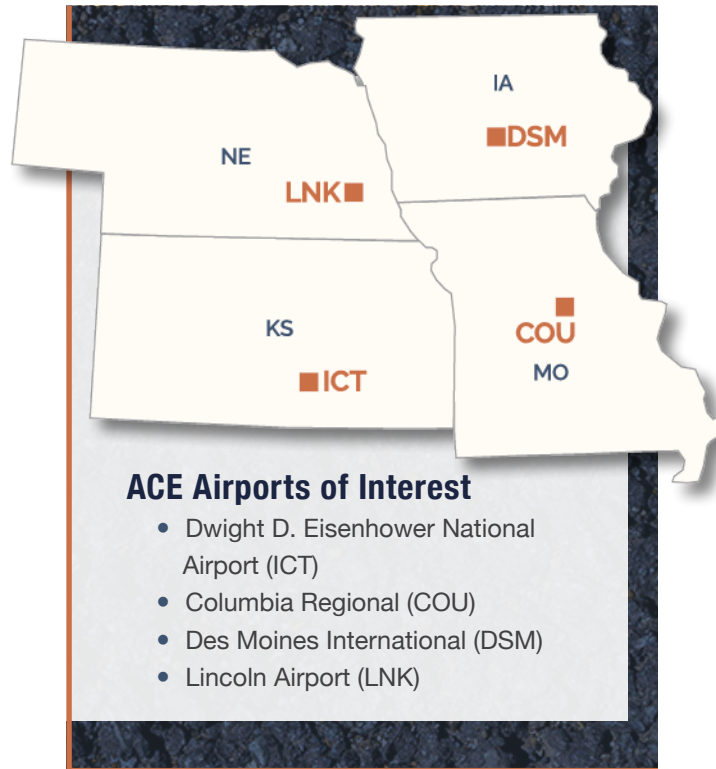 IA
DSM
NE
LNK
KS
COU
ICT
MO
ACE Airports of Interest
• Dwight D. Eisenhower National
Airport (ICT)
• Columbia Regional (COU)
• Des Moines International (DSM)
• Lincoln Airport (LNK)